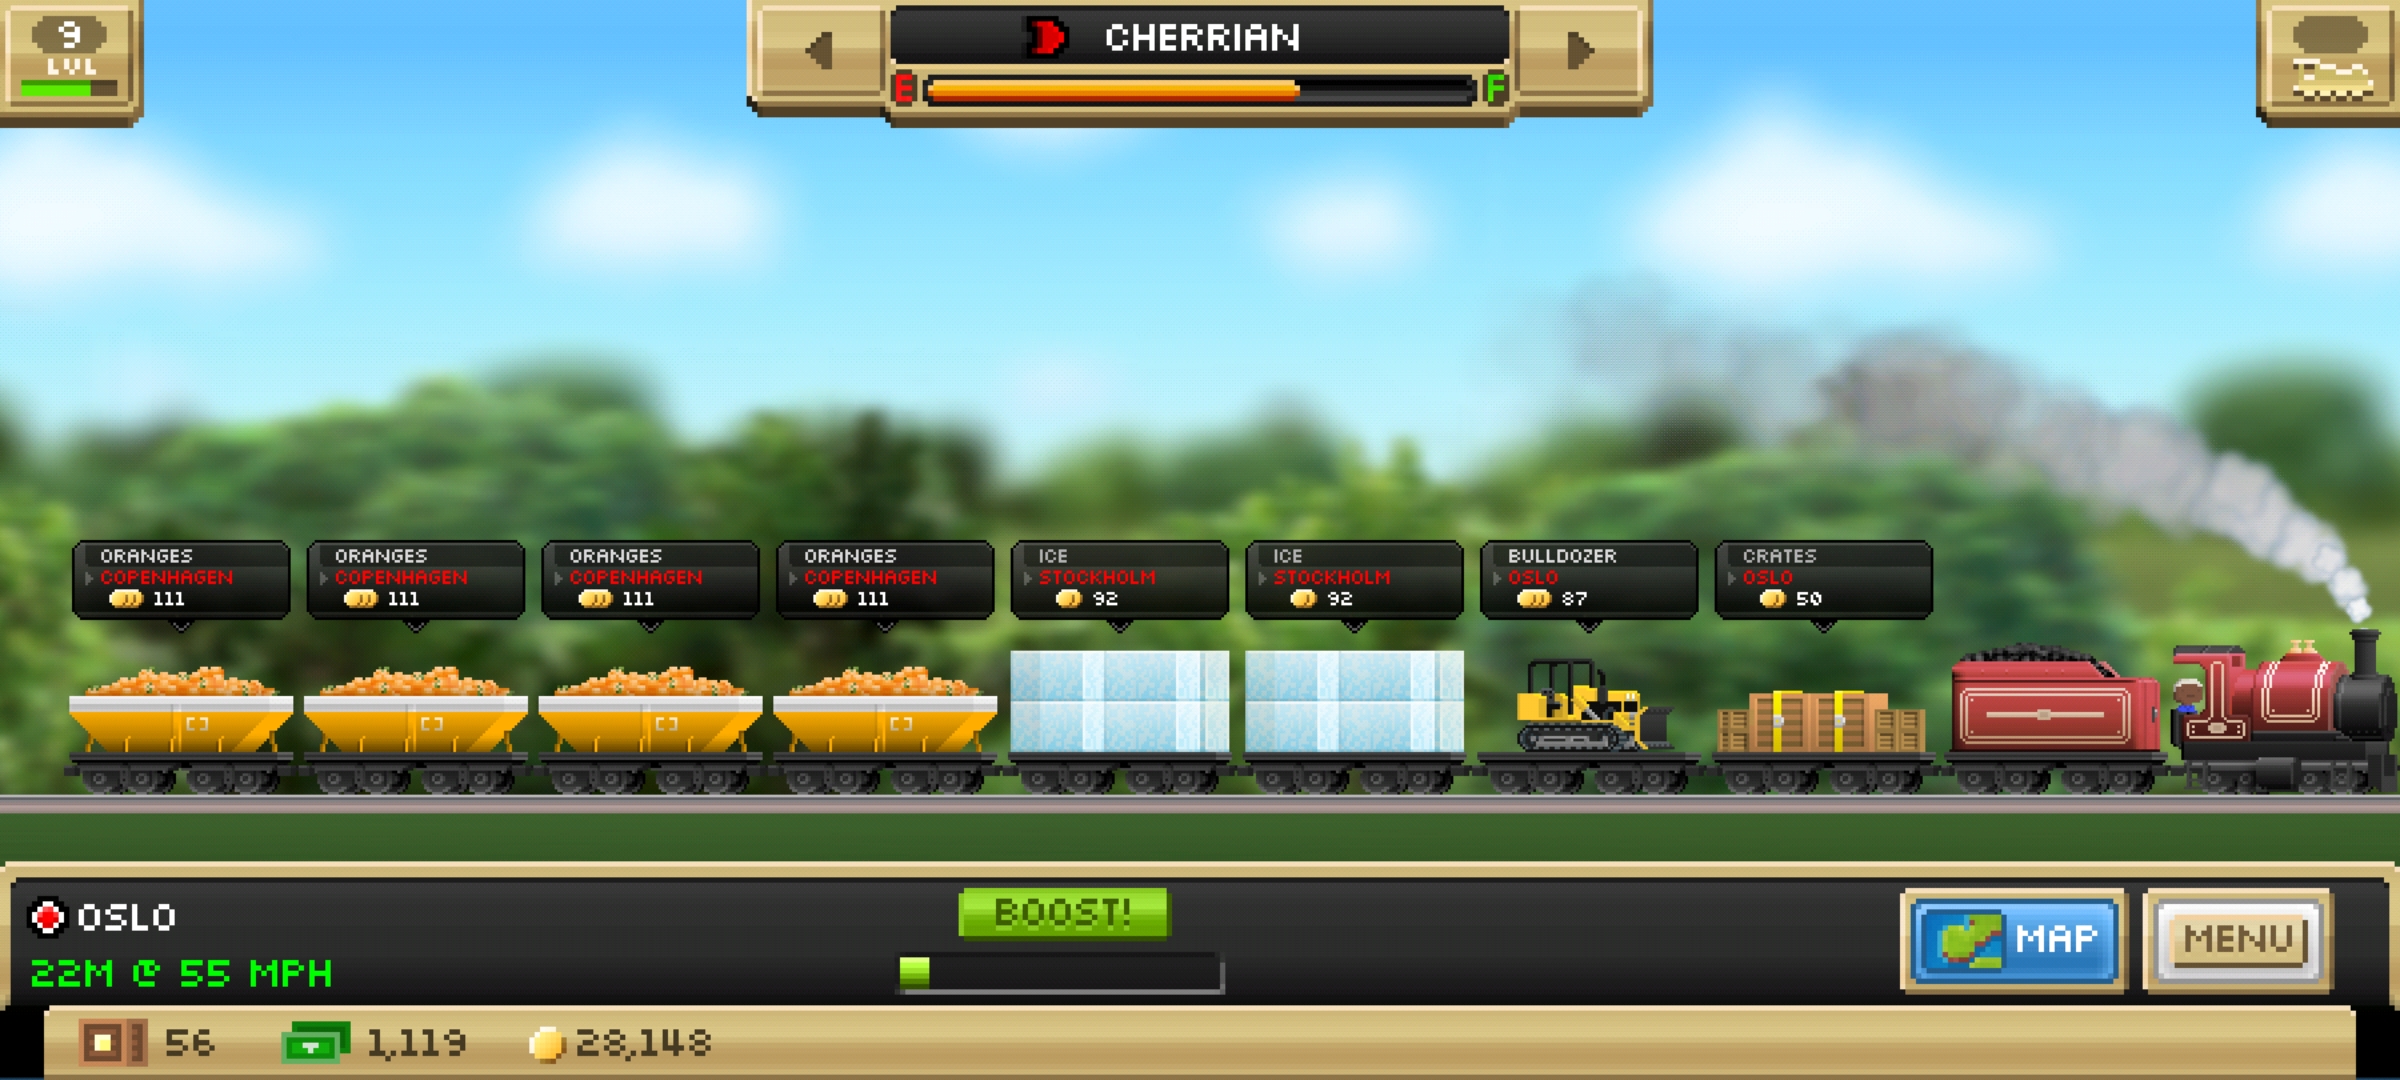 9
LVL
CHERRIAN
E F
ORANGES
COPENHAGEN
111
ORANGES
COPENHAGEN
111
ORANGES
COPENHAGEN
111
ORANGES
COPENHAGEN
111
ICE
STOCKHOLM
92
ICE
STOCKHOLM
92
BULLDOZER
OSLO
87
CRATES
OSLO
50
OSLO
22M @ 55 MPH
BOOST!
MAP
MENU
56
1,119
28,148